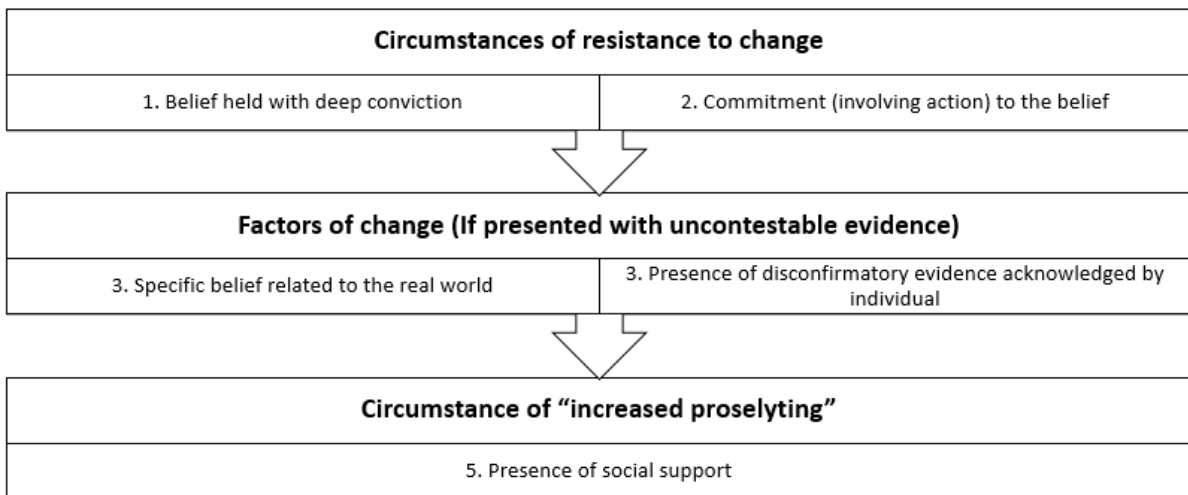 Circumstances of resistance to change
1. Belief held with deep conviction
2. Commitment (involving action) to the belief
Factors of change (If presented with uncontestable evidence)
3. Specific belief related to the real world
3. Presence of disconfirmatory evidence acknowledged by
individual
Circumstance of “increased proselyting”
5. Presence of social support